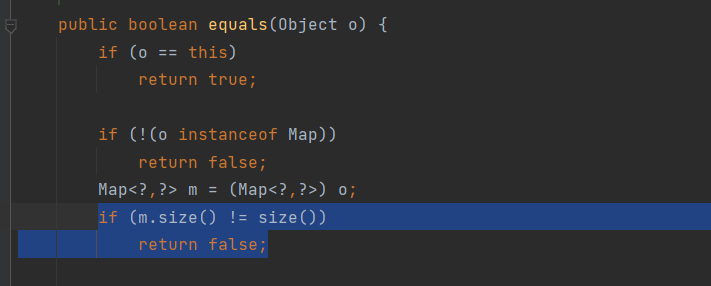 public boolean equals(Object o) {
if (o == this)
return true;
if (!(o instanceof Map))
return false;
Map<?,?> m = (Map<?,?>) o;
if (m.size() != size())
return false;